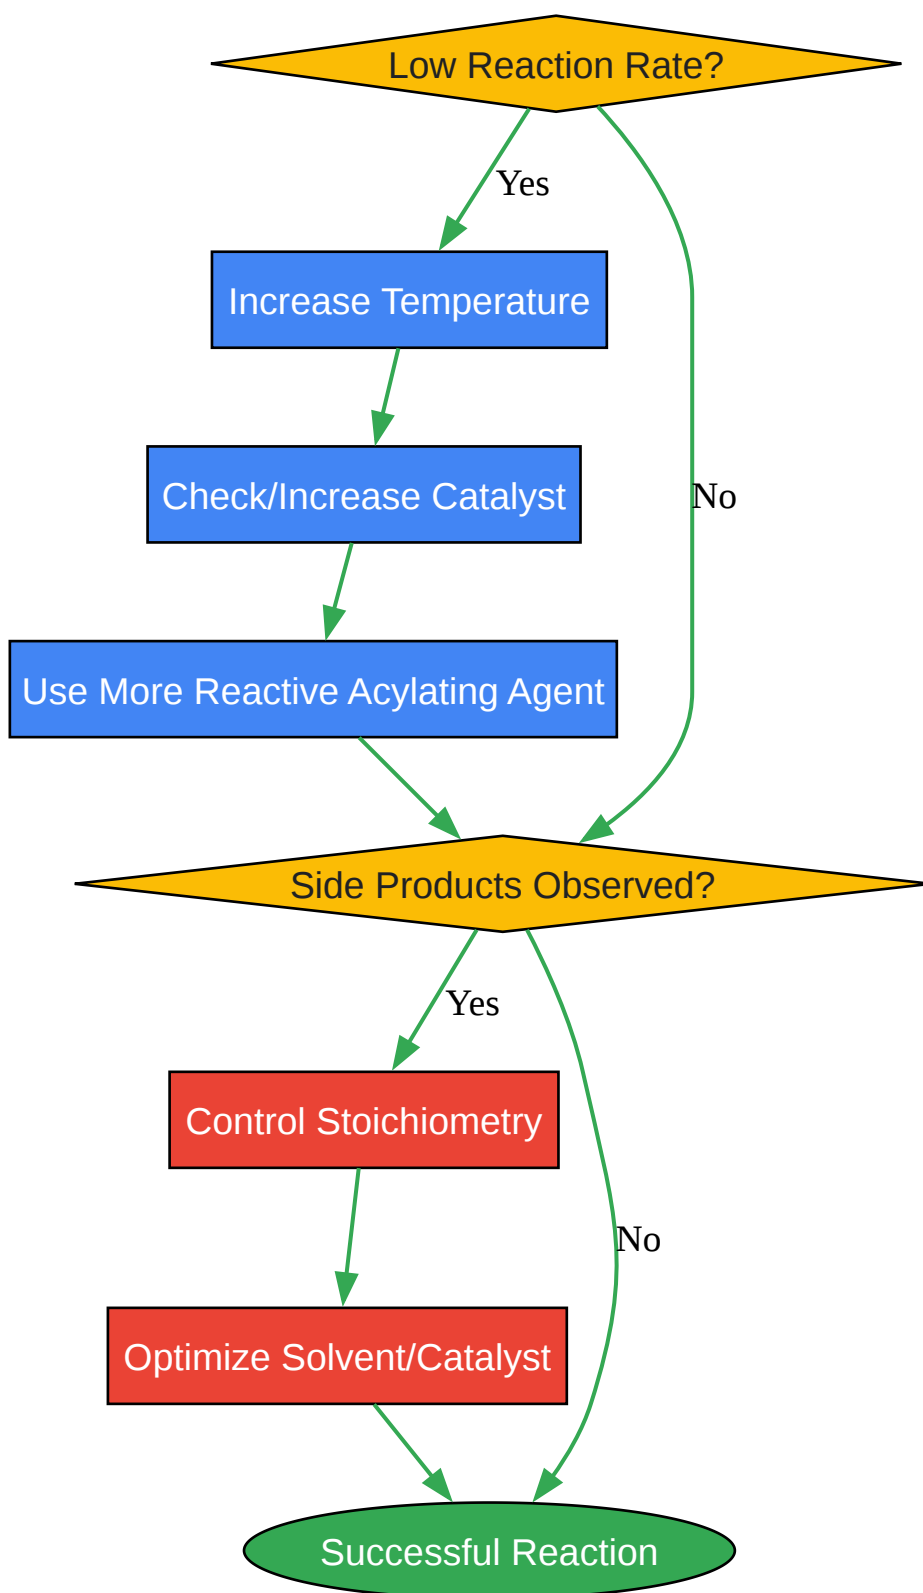 Low Reaction Rate?
Yes
Increase Temperature
Check/Increase Catalyst
No
Use More Reactive Acylating Agent
Side Products Observed?
Yes
Control Stoichiometry
No
Optimize Solvent/Catalyst
Successful Reaction